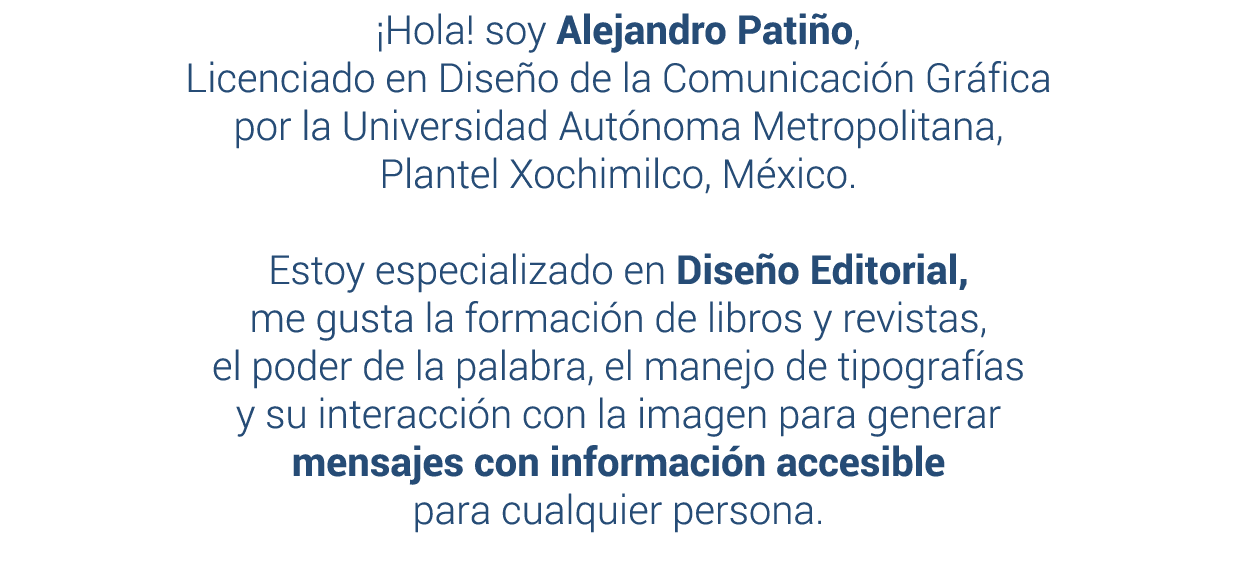 ¡Hola! soy Alejandro Patiño,
Licenciado en Diseño de la Comunicación Gráfica
por la Universidad Autónoma Metropolitana,
Plantel Xochimilco, México.
Estoy especializado en Diseño Editorial,
me gusta la formación de libros y revistas,
el poder de la palabra, el manejo de tipografías
y su interacción con la imagen para generar
mensajes con información accesible
para cualquier persona.